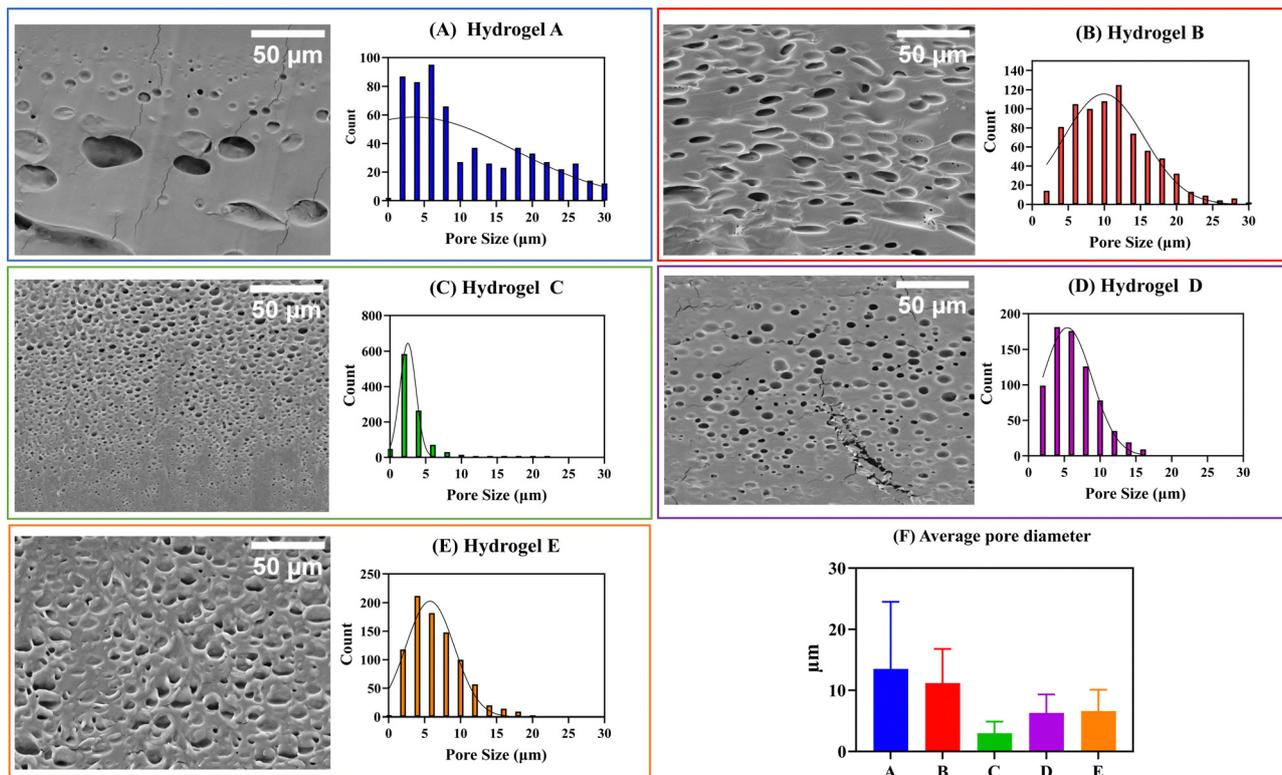 50 µm
(A) Hydrogel A
100
80
60
40
20
0
Count
0 5 10 15 20 25 30
Pore Size (µm)
50 µm
(B) Hydrogel B
140
120
100
80
60
40
20
0
Count
0 5 10 15 20 25 30
Pore Size (µm)
50 µm
(C) Hydrogel C
800
600
400
200
0
Count
0 5 10 15 20 25 30
Pore Size (µm)
50 µm
(D) Hydrogel D
200
150
100
50
0
Count
0 5 10 15 20 25 30
Pore Size (µm)
50 µm
(E) Hydrogel E
250
200
150
100
50
0
Count
0 5 10 15 20 25 30
Pore Size (µm)
(F) Average pore diameter
30
20
10
0
µm
A B C D E